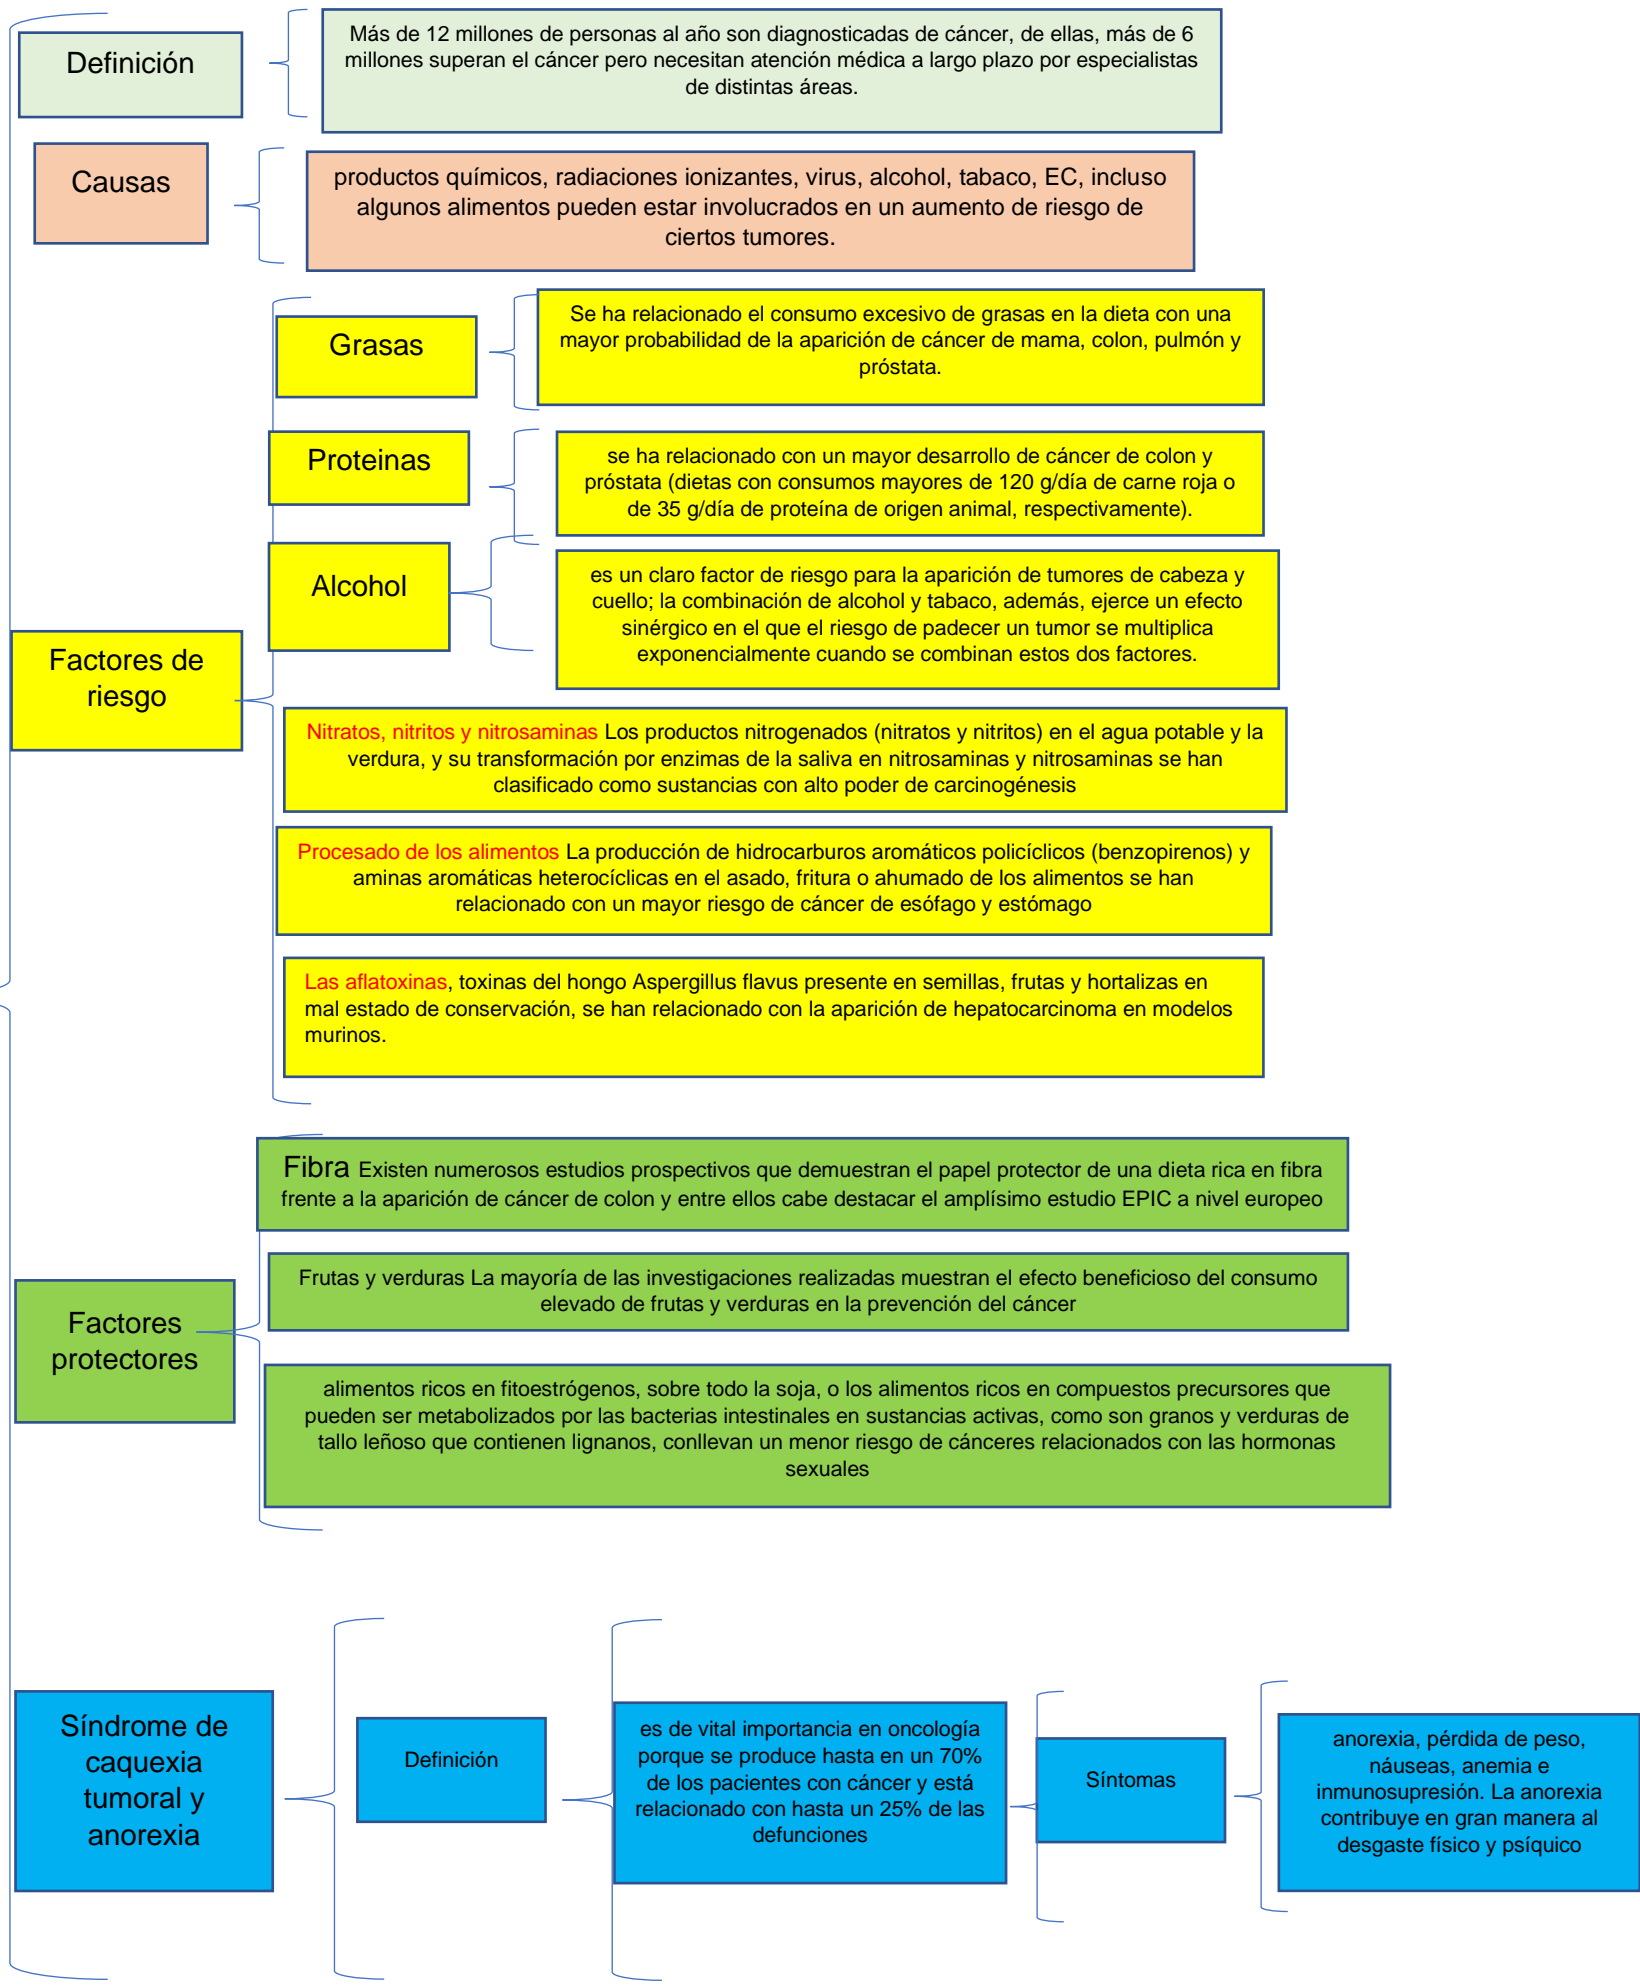 Definición
Más de 12 millones de personas al año son diagnosticadas de cáncer, de ellas, más de 6
millones superan el cáncer pero necesitan atención médica a largo plazo por especialistas
de distintas áreas.
Causas
productos químicos, radiaciones ionizantes, virus, alcohol, tabaco, EC, incluso
algunos alimentos pueden estar involucrados en un aumento de riesgo de
ciertos tumores.
Factores de
riesgo
Grasas
Se ha relacionado el consumo excesivo de grasas en la dieta con una
mayor probabilidad de la aparición de cáncer de mama, colon, pulmón y
próstata.
Proteinas
se ha relacionado con un mayor desarrollo de cáncer de colon y
próstata (dietas con consumos mayores de 120 g/día de carne roja o
de 35 g/día de proteína de origen animal, respectivamente).
Alcohol
es un claro factor de riesgo para la aparición de tumores de cabeza y
cuello; la combinación de alcohol y tabaco, además, ejerce un efecto
sinérgico en el que el riesgo de padecer un tumor se multiplica
exponencialmente cuando se combinan estos dos factores.
Nitratos, nitritos y nitrosaminas Los productos nitrogenados (nitratos y nitritos) en el agua potable y la
verdura, y su transformación por enzimas de la saliva en nitrosaminas y nitrosaminas se han
clasificado como sustancias con alto poder de carcinogénesis
Procesado de los alimentos La producción de hidrocarburos aromáticos policíclicos (benzopirenos) y
aminas aromáticas heterocíclicas en el asado, fritura o ahumado de los alimentos se han
relacionado con un mayor riesgo de cáncer de esófago y estómago
Las aflatoxinas, toxinas del hongo Aspergillus flavus presente en semillas, frutas y hortalizas en
mal estado de conservación, se han relacionado con la aparición de hepatocarcinoma en modelos
murinos.
Factores
protectores
Fibra Existen numerosos estudios prospectivos que demuestran el papel protector de una dieta rica en fibra
frente a la aparición de cáncer de colon y entre ellos cabe destacar el amplísimo estudio EPIC a nivel europeo
Frutas y verduras La mayoría de las investigaciones realizadas muestran el efecto beneficioso del consumo
elevado de frutas y verduras en la prevención del cáncer
alimentos ricos en fitoestrógenos, sobre todo la soja, o los alimentos ricos en compuestos precursores que
pueden ser metabolizados por las bacterias intestinales en sustancias activas, como son granos y verduras de
tallo leñoso que contienen lignanos, conllevan un menor riesgo de cánceres relacionados con las hormonas
sexuales
Síndrome de
caquexia
tumoral y
anorexia
Definición
es de vital importancia en oncología
porque se produce hasta en un 70%
de los pacientes con cáncer y está
relacionado con hasta un 25% de las
defunciones
Síntomas
anorexia, pérdida de peso,
náuseas, anemia e
inmunosupresión. La anorexia
contribuye en gran manera al
desgaste físico y psíquico